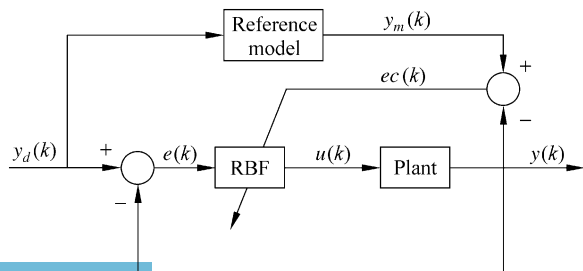 Reference
model
y_m(k)
+
ec(k)
−
y_d(k)
+
e(k)
RBF
u(k)
Plant
y(k)
−